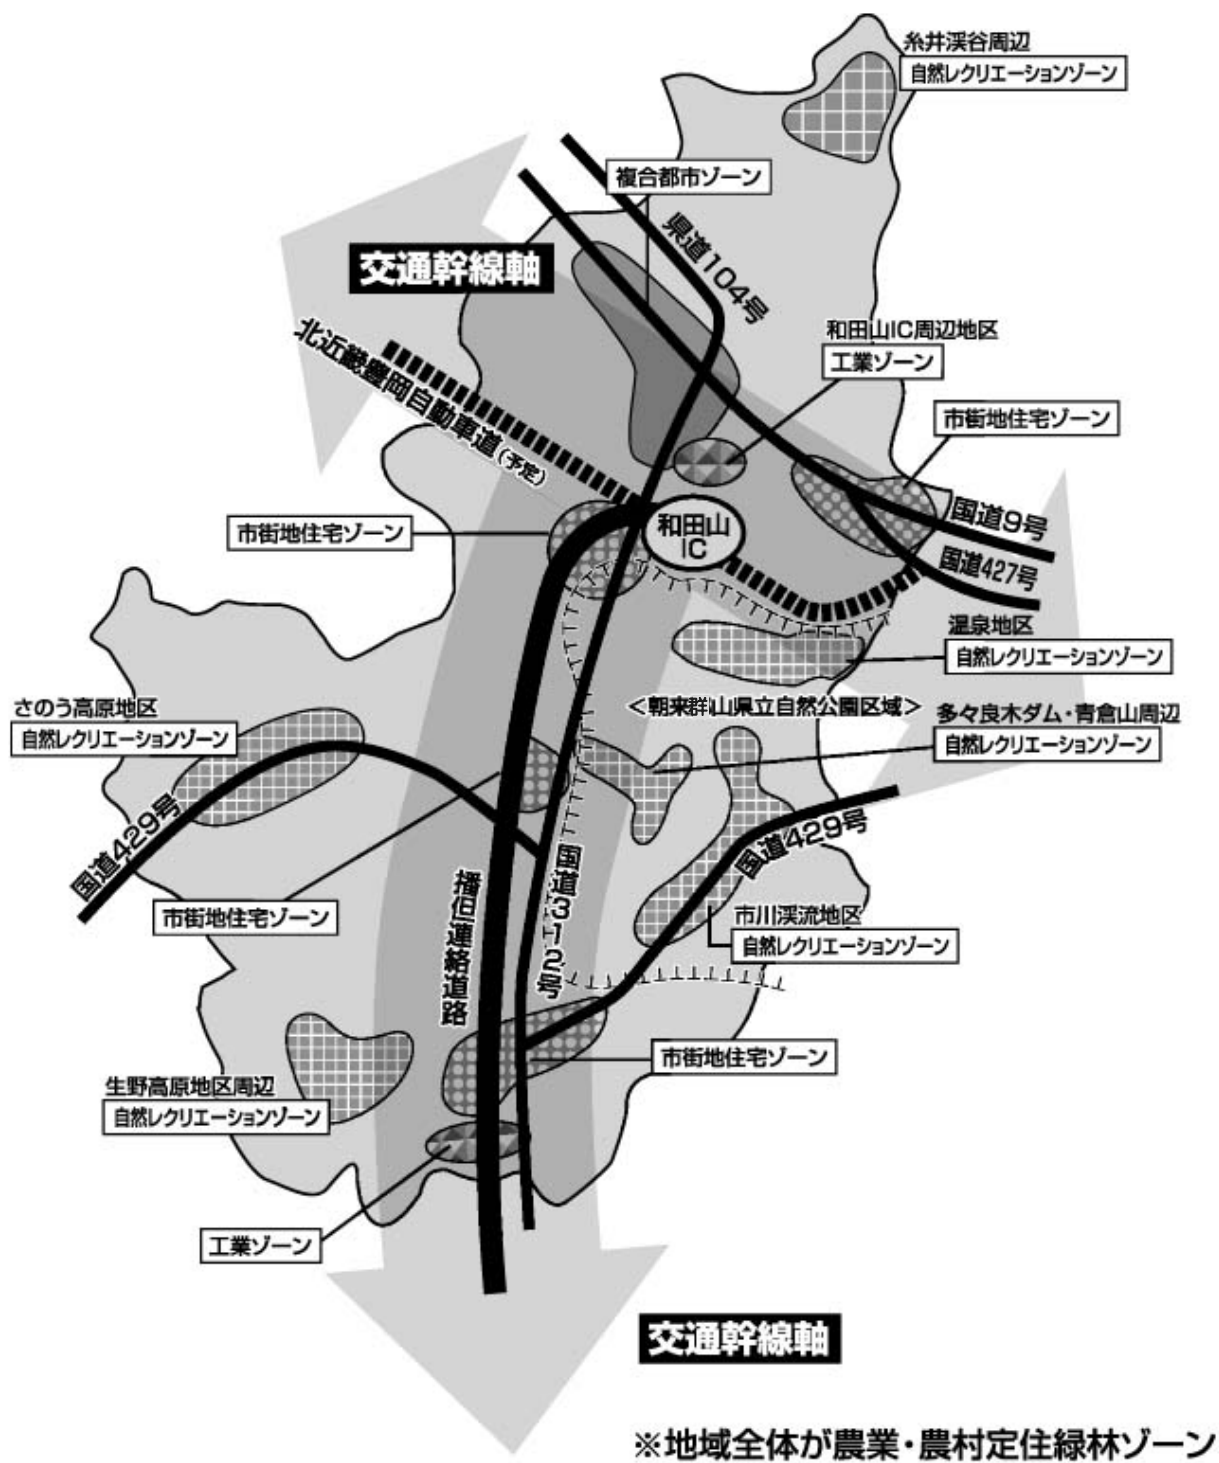 糸井渓谷周辺
自然レクリエーションゾーン
複合都市ゾーン
県道104号
交通幹線軸
和田山IC周辺地区
工業ゾーン
北近畿豊岡自動車道(予定)
市街地住宅ゾーン
市街地住宅ゾーン
和田山
IC
国道9号
国道427号
温泉地区
自然レクリエーションゾーン
さのう高原地区
自然レクリエーションゾーン
<朝来群山県立自然公園区域>
多々良木ダム・青倉山周辺
自然レクリエーションゾーン
国道429号
国道429号
市街地住宅ゾーン
播但連絡道路
国道312号
市川渓流地区
自然レクリエーションゾーン
市街地住宅ゾーン
生野高原地区周辺
自然レクリエーションゾーン
工業ゾーン
交通幹線軸
※地域全体が農業・農村定住緑林ゾーン